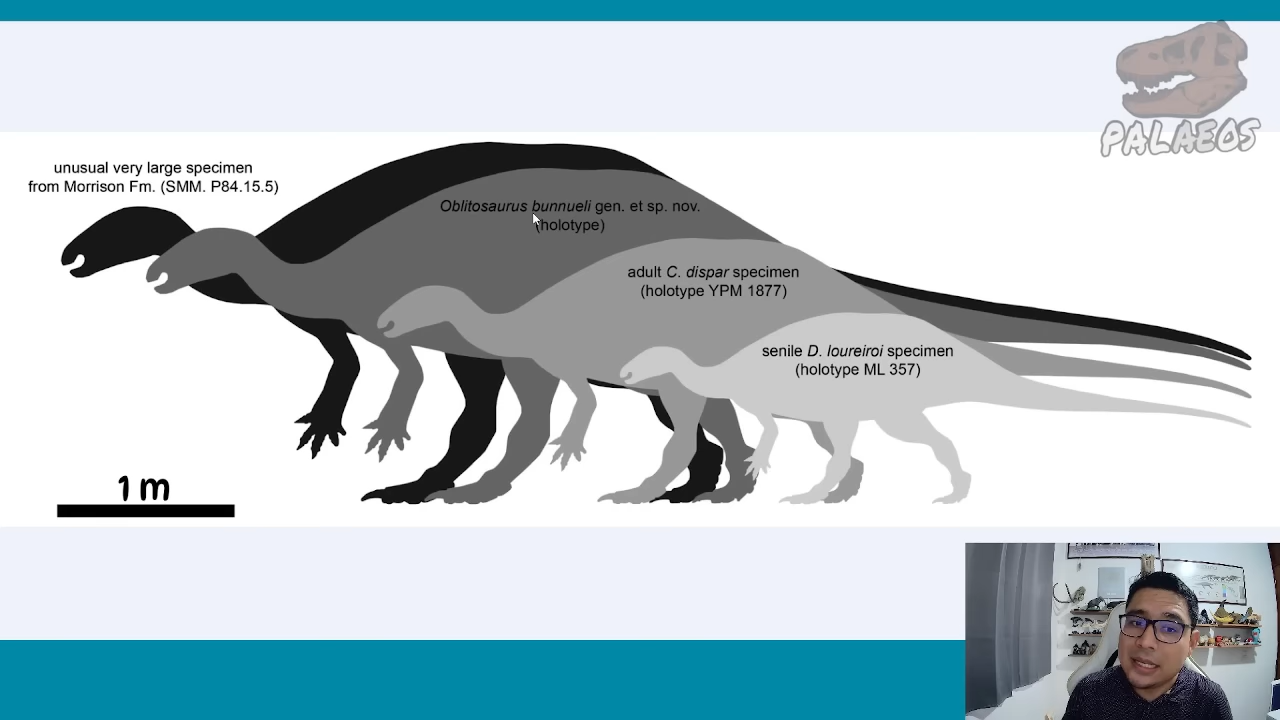 PALAEOS
unusual very large specimen
from Morrison Fm. (SMM. P84.15.5)
Oblitosaurus bunnueli gen. et sp. nov.
(holotype)
adult C. dispar specimen
(holotype YPM 1877)
senile D. loureiroi specimen
(holotype ML 357)
1 m